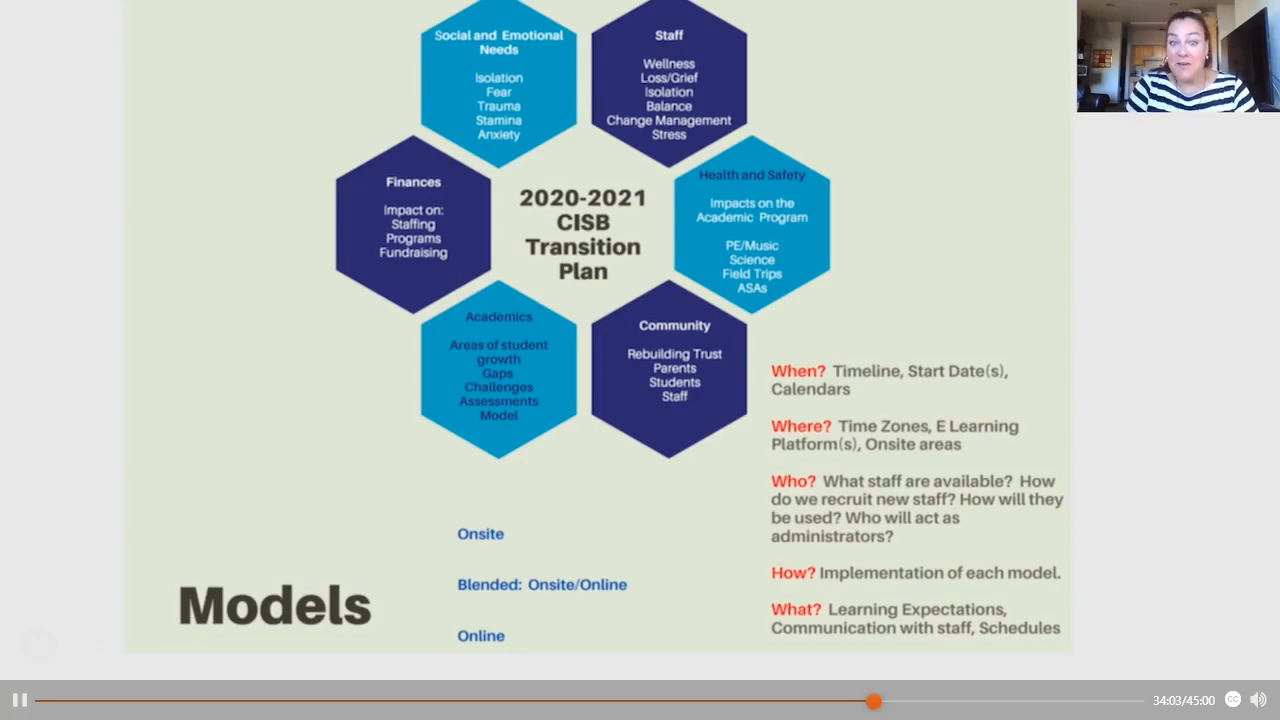 Social and Emotional
Needs
Isolation
Fear
Trauma
Stamina
Anxiety
Staff
Wellness
Loss/Grief
Isolation
Balance
Change Management
Stress
Finances
Impact on:
Staffing
Programs
Fundraising
2020-2021
CISB
Transition
Plan
Health and Safety
Impacts on the
Academic Program
PE/Music
Science
Field Trips
ASAs
Academics
Areas of student
growth
Gaps
Challenges
Assessments
Model
Community
Rebuilding Trust
Parents
Students
Staff
When? Timeline, Start Date(s),
Calendars
Where? Time Zones, E Learning
Platform(s), Onsite areas
Who? What staff are available? How
do we recruit new staff? How will they
be used? Who will act as
administrators?
How? Implementation of each model.
What? Learning Expectations,
Communication with staff, Schedules
Models
Onsite
Blended: Onsite/Online
Online
34:03/45:00
CC